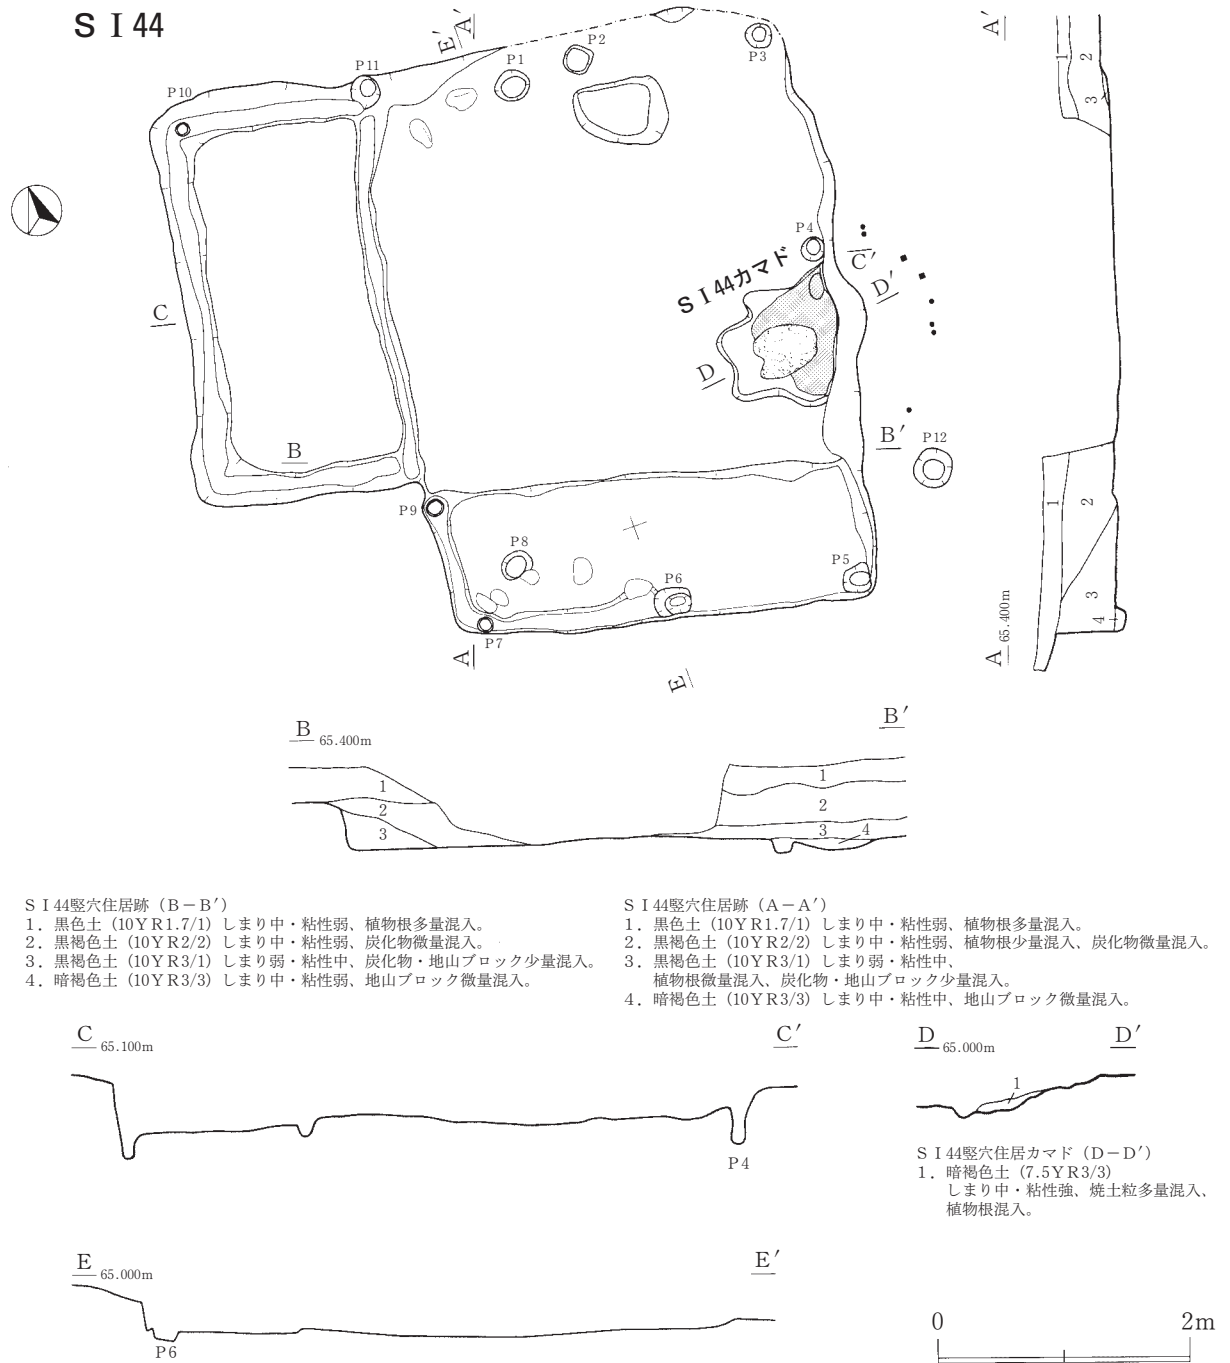 S I 44
E′
A′
A′
P11
P10
P1
P2
P3
1
2
3
P4
C′
S I 44カマド
D′
C
D
B
B′
P12
P9
P8
P5
P6
P7
1
2
3
4
A
A 65.400m
E
B 65.400m
B′
1
2
3
1
2
3
4
S I 44竪穴住居跡（B－B′）
1．黒色土（10YR1.7/1）しまり中・粘性弱、植物根多量混入。
2．黒褐色土（10YR2/2）しまり中・粘性弱、炭化物微量混入。
3．黒褐色土（10YR3/1）しまり弱・粘性中、炭化物・地山ブロック少量混入。
4．暗褐色土（10YR3/3）しまり中・粘性弱、地山ブロック微量混入。
S I 44竪穴住居跡（A－A′）
1．黒色土（10YR1.7/1）しまり中・粘性弱、植物根多量混入。
2．黒褐色土（10YR2/2）しまり中・粘性弱、植物根少量混入、炭化物微量混入。
3．黒褐色土（10YR3/1）しまり弱・粘性中、
植物根微量混入、炭化物・地山ブロック少量混入。
4．暗褐色土（10YR3/3）しまり中・粘性中、地山ブロック微量混入。
C 65.100m
C′
P4
D 65.000m
D′
1
S I 44竪穴住居カマド（D－D′）
1．暗褐色土（7.5YR3/3）
しまり中・粘性強、焼土粒多量混入、
植物根混入。
E 65.000m
E′
P6
0
2m